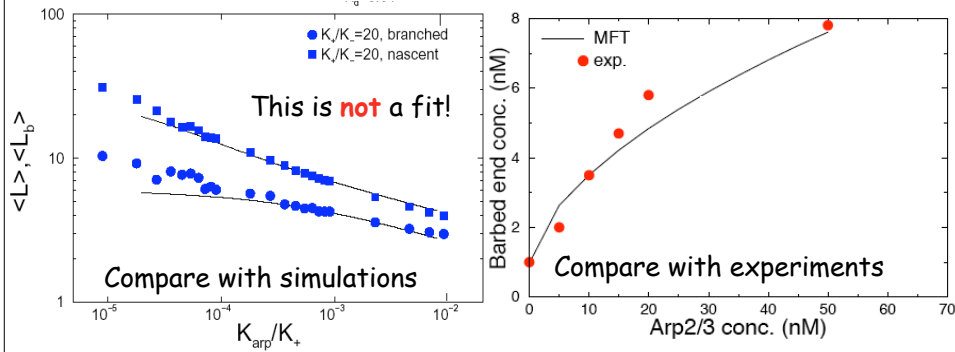 100
10
1
<L>,<L_b>
K₊/K₋=20, branched
K₊/K₋=20, nascent
This is not a fit!
Compare with simulations
10⁻⁵ 10⁻⁴ 10⁻³ 10⁻²
K_arp/K₊
8
6
4
2
0
Barbed end conc. (nM)
MFT
exp.
Compare with experiments
0 10 20 30 40 50 60 70
Arp2/3 conc. (nM)